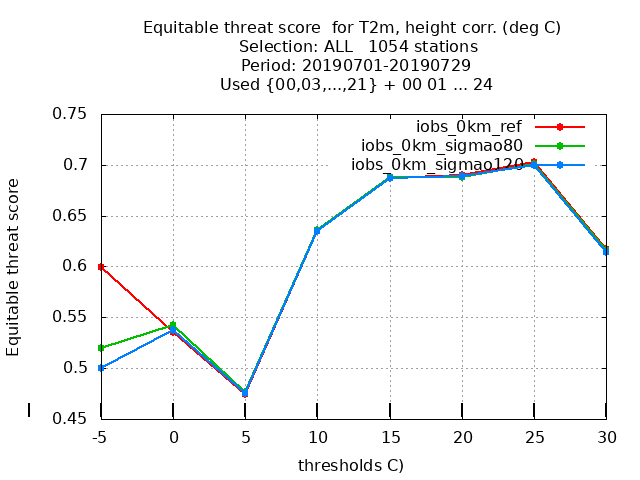 Equitable threat score  for T2m, height corr. (deg C)
Selection: ALL   1054 stations
Period: 20190701-20190729
Used {00,03,...,21} + 00 01 ... 24
iobs_0km_ref
iobs_0km_sigmao80
iobs_0km_sigmao120
Equitable threat score
0.75
0.7
0.65
0.6
0.55
0.5
0.45
-5 0 5 10 15 20 25 30
thresholds C)